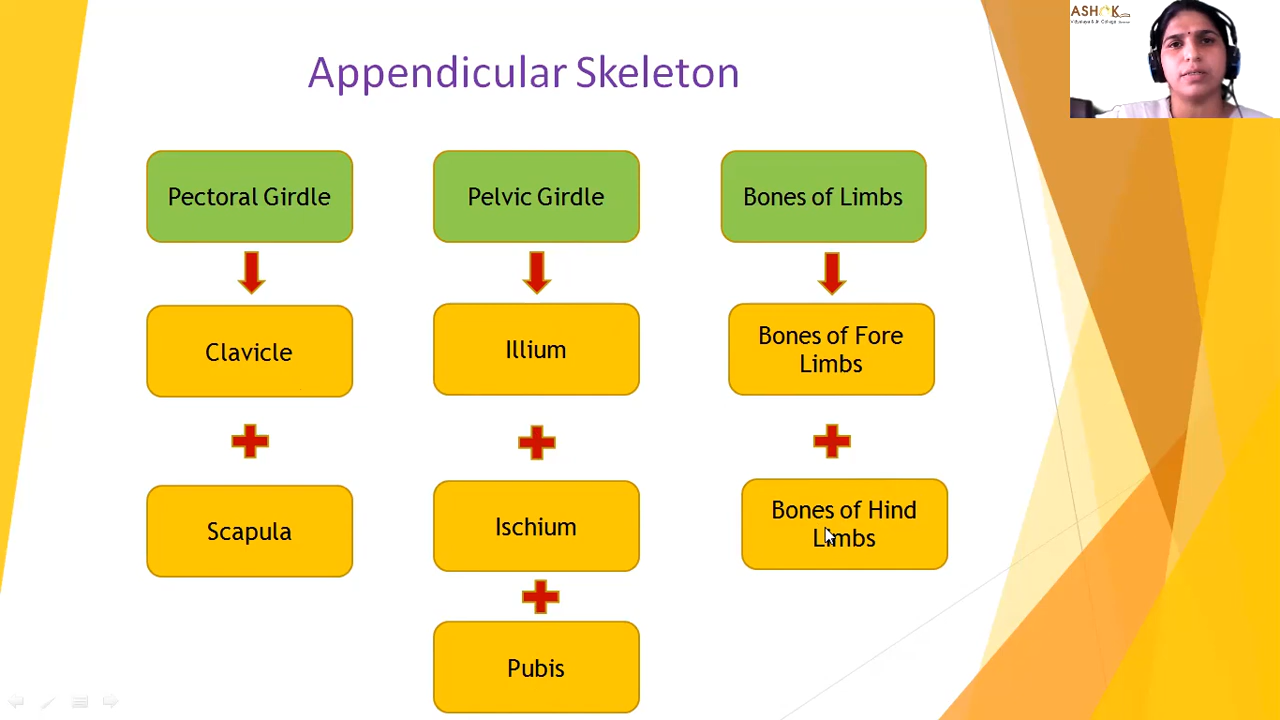 ASHOK
Appendicular Skeleton
Pectoral Girdle
Pelvic Girdle
Bones of Limbs
Clavicle
Illium
Bones of Fore
Limbs
Scapula
Ischium
Bones of Hind
Limbs
Pubis